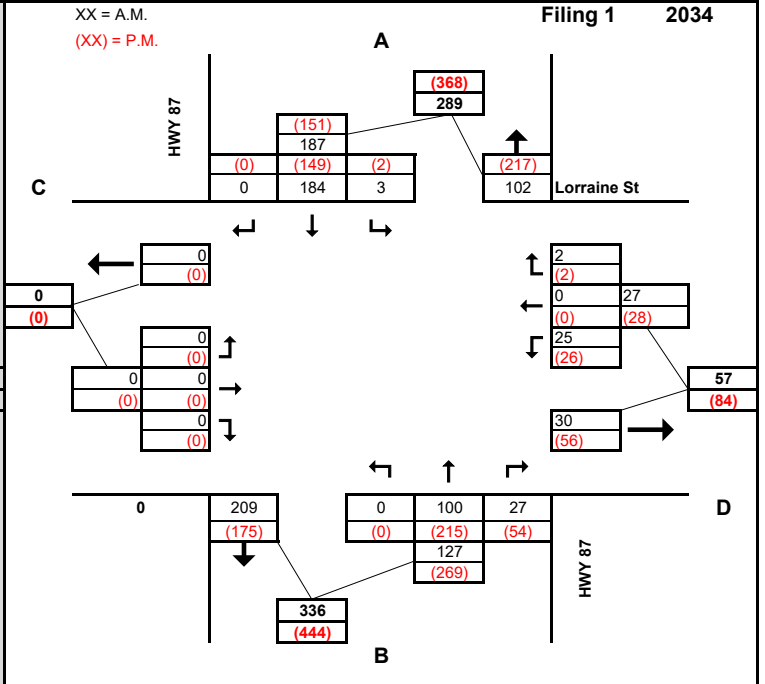 XX = A.M. Filing 1 2034
(XX) = P.M.
A
HWY 87
(368)
289
(151)
187
(0) (149) (2) (217)
C 0 184 3 102 Lorraine St
0 2
(0) (2)
0 0 27
(0) (0) (28)
0 25
(0) (26)
0 0 57
(0) (0) (84)
0 30
(0) (56)
0 209 0 100 27 D
(175) (0) (215) (54)
127
(269)
HWY 87
336
(444)
B